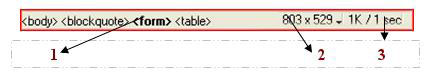 <body> <blockquote> <form> <table> 803 x 529 1K / 1 sec
1 2 3